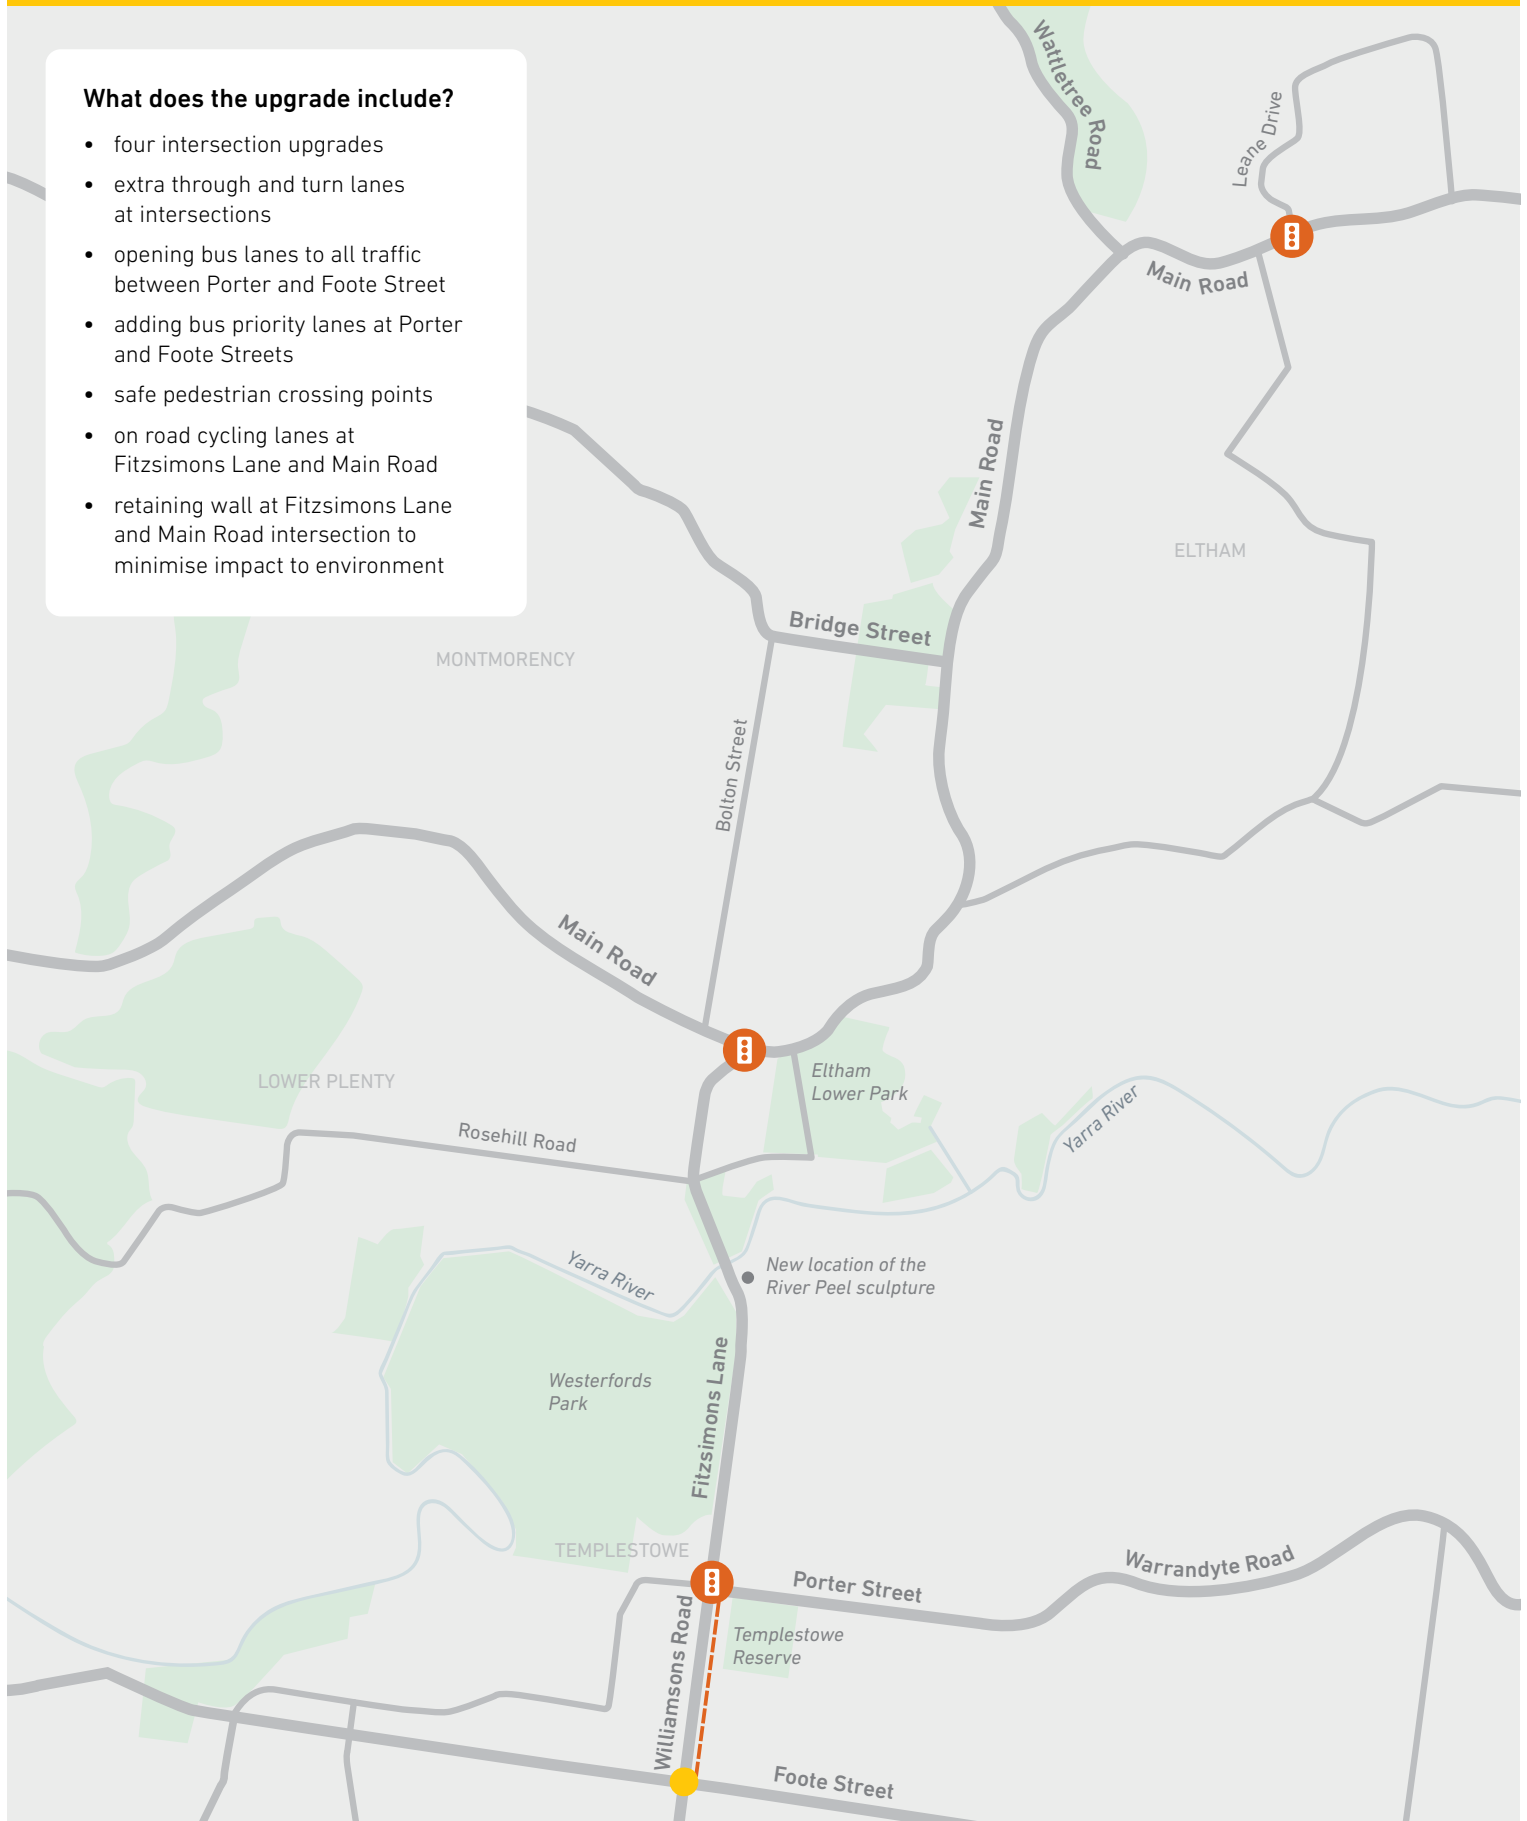 What does the upgrade include?
• four intersection upgrades
• extra through and turn lanes
at intersections
• opening bus lanes to all traffic
between Porter and Foote Street
• adding bus priority lanes at Porter
and Foote Streets
• safe pedestrian crossing points
• on road cycling lanes at
Fitzsimons Lane and Main Road
• retaining wall at Fitzsimons Lane
and Main Road intersection to
minimise impact to environment
Wattletree Road
Leane Drive
Main Road
Main Road
ELTHAM
Bridge Street
MONTMORENCY
Bolton Street
Main Road
Eltham
Lower Park
LOWER PLENTY
Yarra River
Rosehill Road
Yarra River
New location of the
River Peel sculpture
Westerfords
Park
Fitzsimons Lane
TEMPLESTOWE
Porter Street
Warrandyte Road
Templestowe
Reserve
Williamsons Road
Foote Street